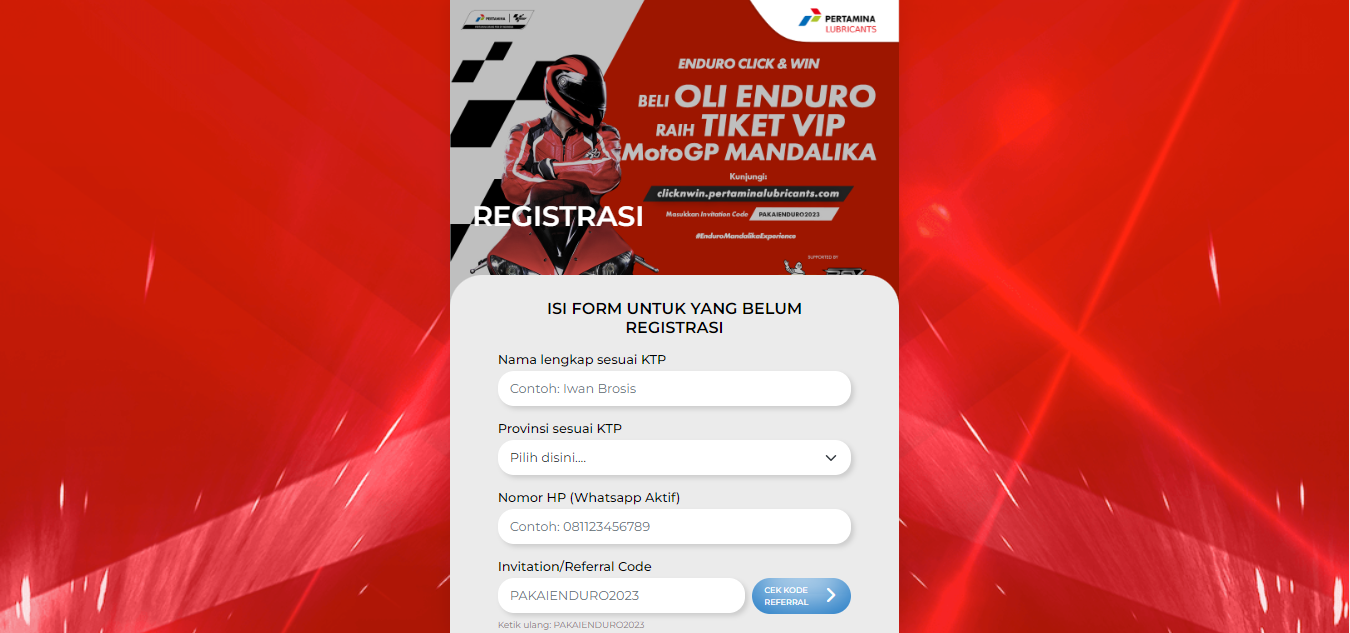 PERTAMINA
PERTAMINA
LUBRICANTS
ENDURO CLICK & WIN
BELI OLI ENDURO
RAIH TIKET VIP
MotoGP MANDALIKA
Kunjungi:
clicknwin.pertaminalubricants.com
Masukkan Invitation Code PAKAIENDURO2023
#EnduroMandalikaExperience
SUPPORTED BY
REGISTRASI
ISI FORM UNTUK YANG BELUM
REGISTRASI
Nama lengkap sesuai KTP
Contoh: Iwan Brosis
Provinsi sesuai KTP
Pilih disini....
Nomor HP (Whatsapp Aktif)
Contoh: 081123456789
Invitation/Referral Code
PAKAIENDURO2023
CEK KODE
REFERRAL
Ketik ulang: PAKAIENDURO2023